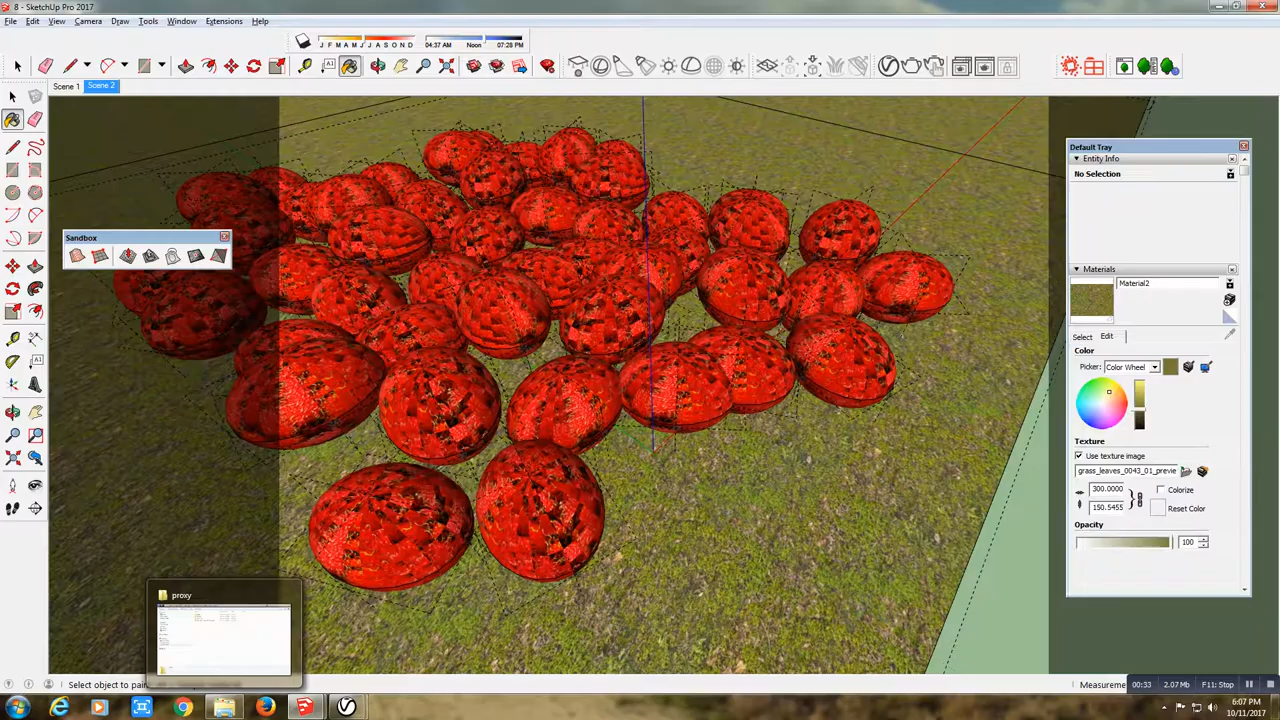 8 - SketchUp Pro 2017
File Edit View Camera Draw Tools Window Extensions Help
J F M A M J J A S O N D 04:37 AM Noon 07:28 PM
Scene 1 Scene 2
Default Tray
Entity Info
No Selection
Sandbox
Materials
Material2
Select Edit
Color
Picker: Color Wheel
Texture
Use texture image
grass_leaves_0043_01_previe
300.0000 Colorize
150.5455 Reset Color
Opacity
100
proxy
Select object to pai
Measureme 00:33 2.07 Mb F11: Stop
6:07 PM
10/11/2017